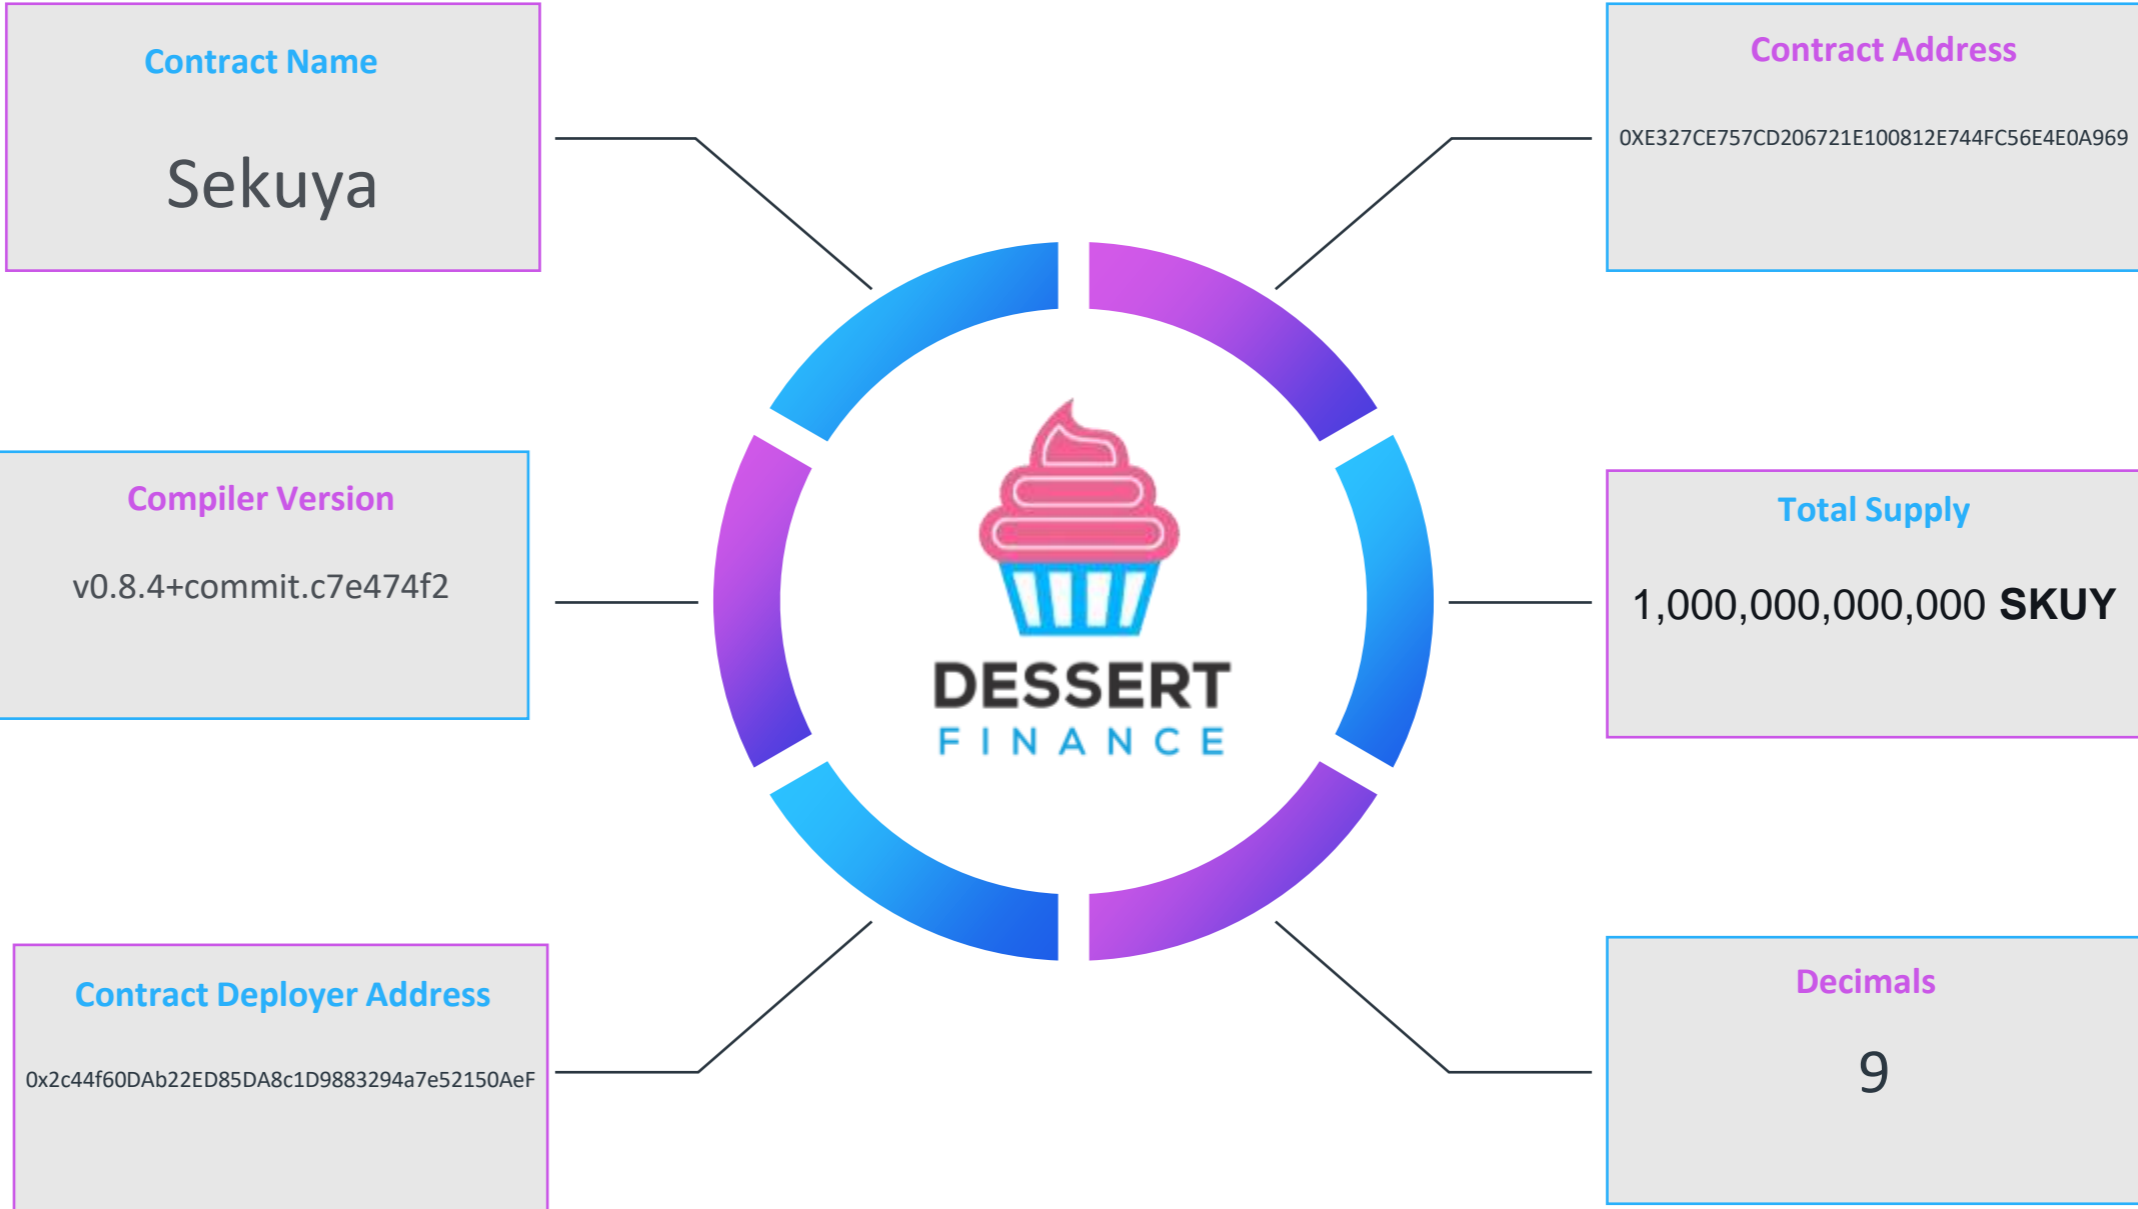 Contract Name
Sekuya
Contract Address
0XE327CE757CD206721E100812E744FC56E4E0A969
Compiler Version
v0.8.4+commit.c7e474f2
DESSERT
FINANCE
Total Supply
1,000,000,000,000 SKUY
Contract Deployer Address
0x2c44f60DAb22ED85DA8c1D9883294a7e52150AeF
Decimals
9